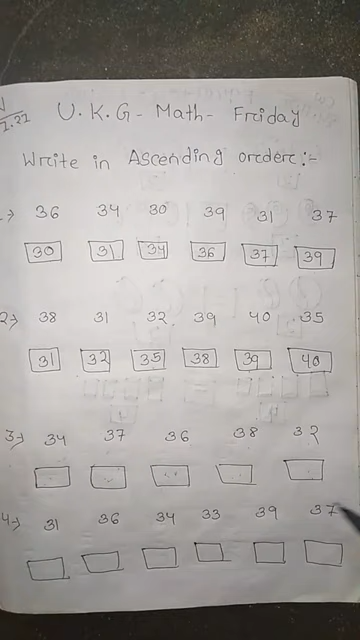 U.K.G- Math- Friday
Write in Ascending order:-
36 34 30 39 31 37
30 31 34 36 37 39
2→ 38 31 32 39 40 35
31 32 35 38 39 40
3→ 34 37 36 38 32
4→ 31 36 34 33 39 37